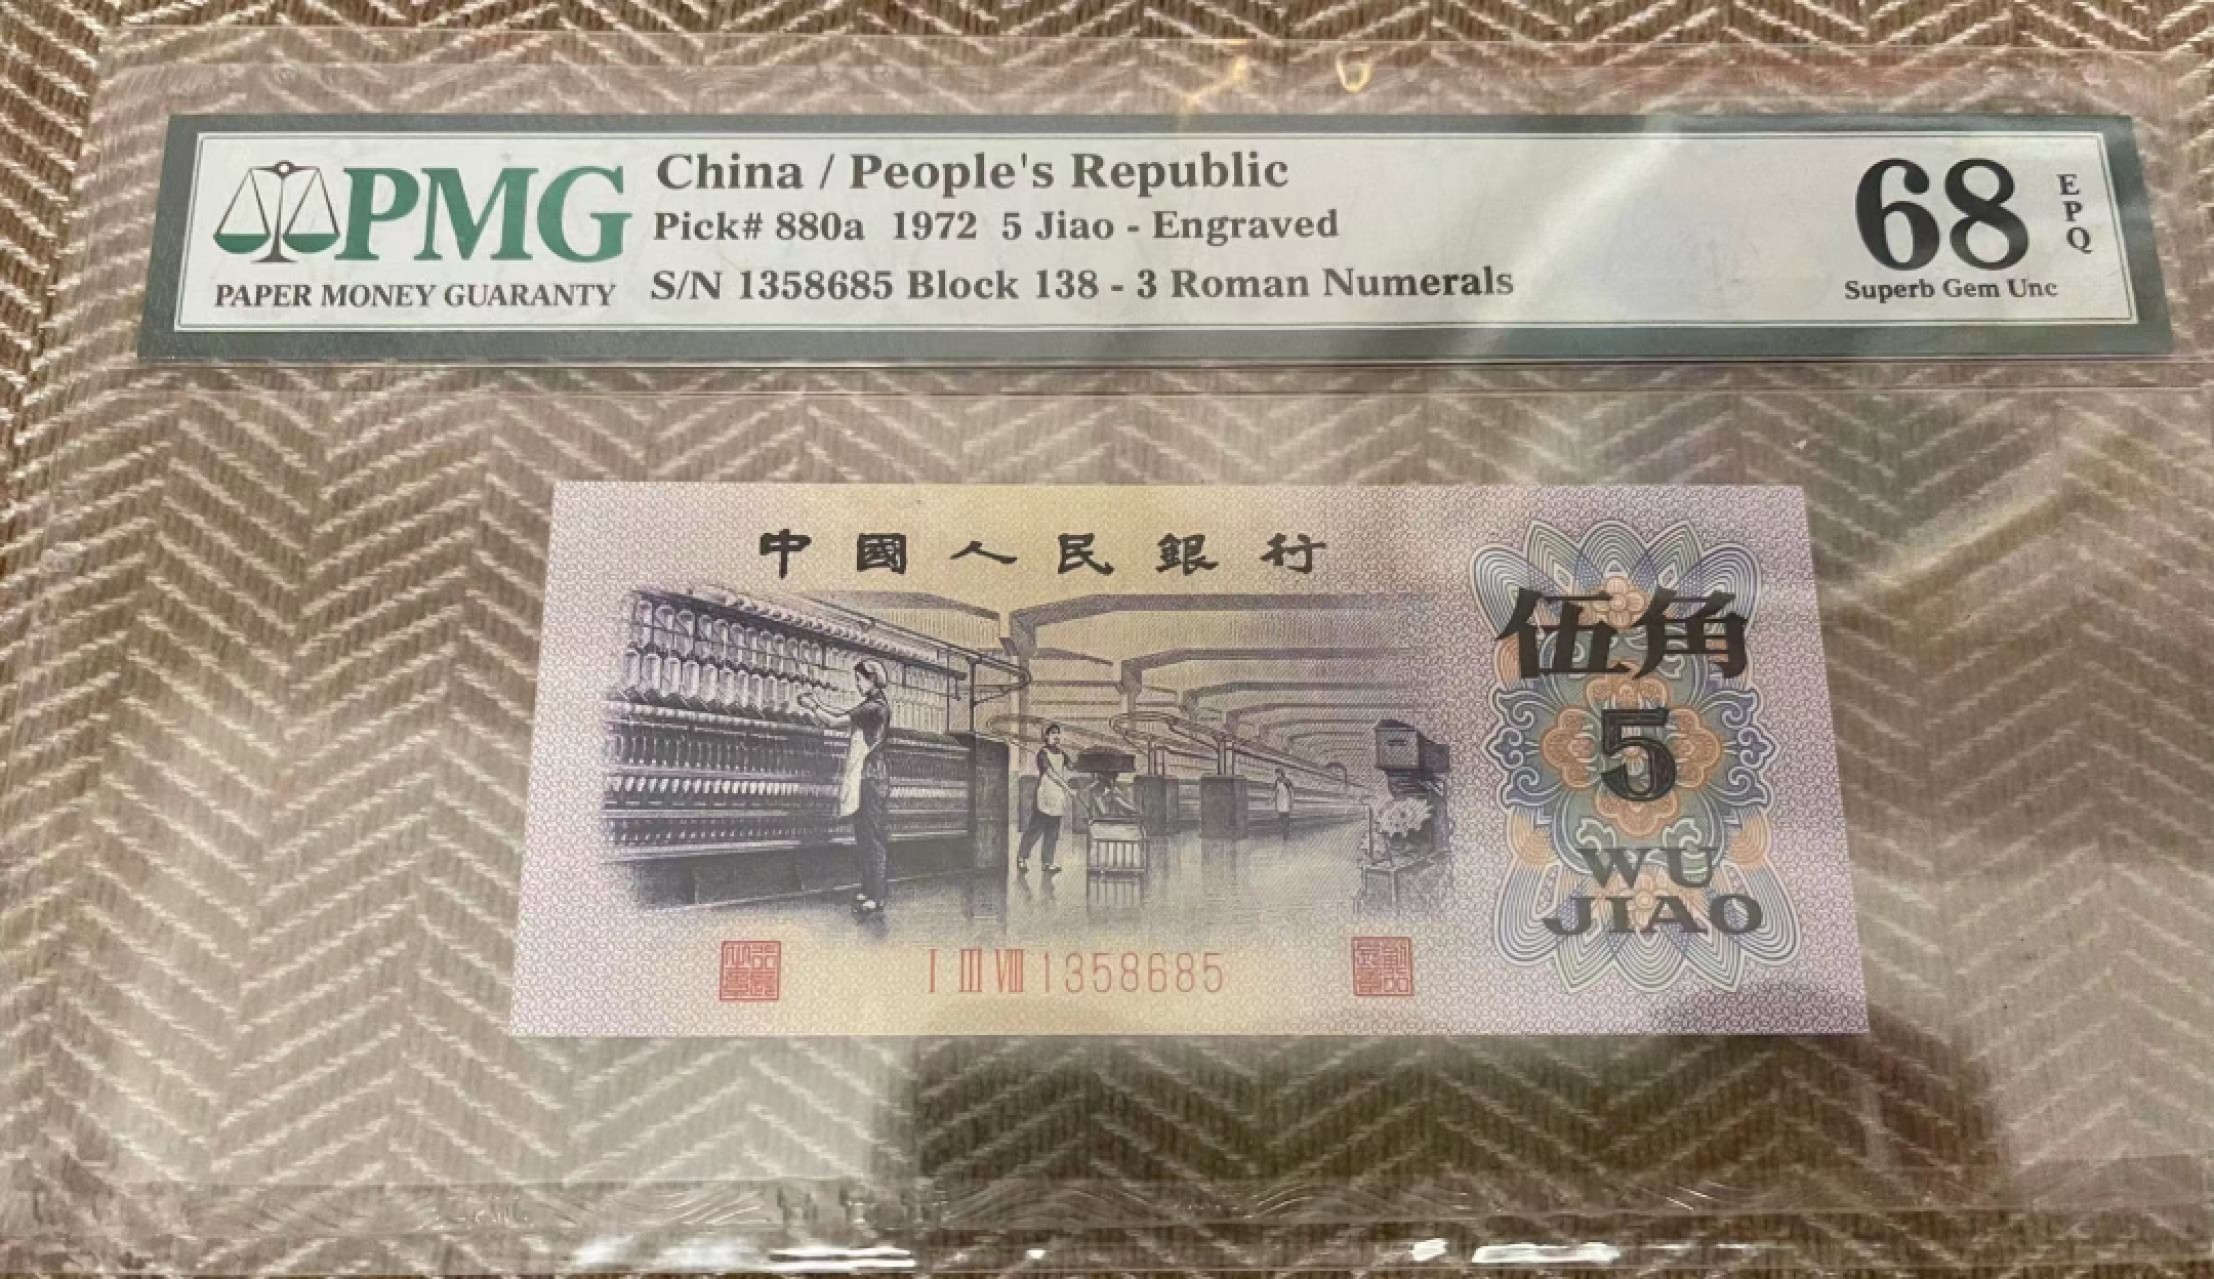 PMG
PAPER MONEY GUARANTY
China / People's Republic
Pick# 880a 1972 5 Jiao - Engraved
S/N 1358685 Block 138 - 3 Roman Numerals
68
EPQ
Superb Gem Unc
中國人民銀行
伍角
5
WU
JIAO
I III VIII 1358685